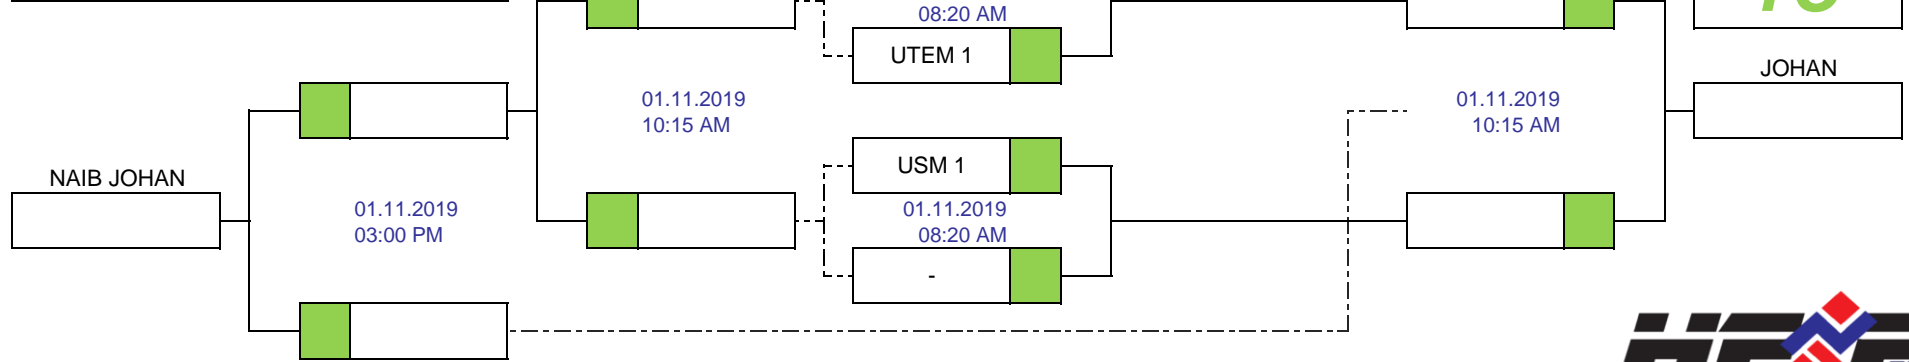 08:20 AM
UTEM 1
JOHAN
01.11.2019
10:15 AM
01.11.2019
10:15 AM
USM 1
NAIB JOHAN
01.11.2019
03:00 PM
01.11.2019
08:20 AM
-